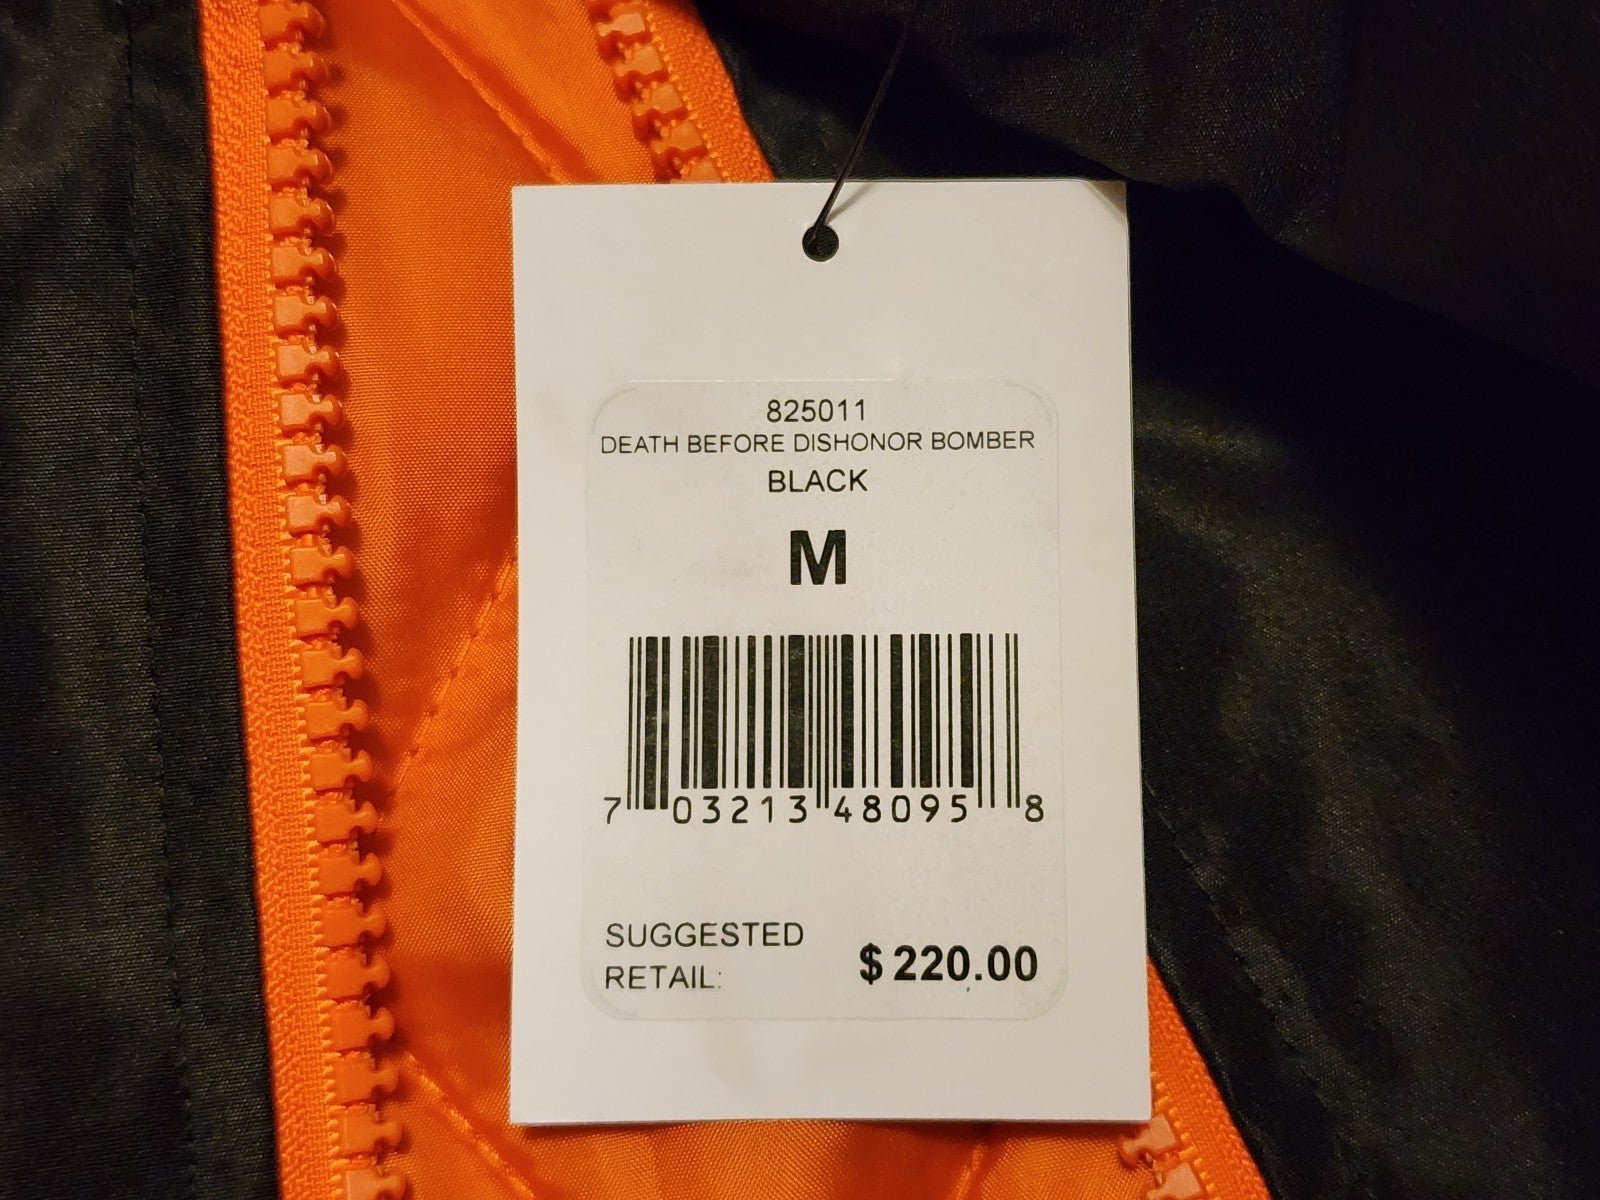 825011
DEATH BEFORE DISHONOR BOMBER
BLACK
M
7 03213 48095 8
SUGGESTED
RETAIL:
$ 220.00